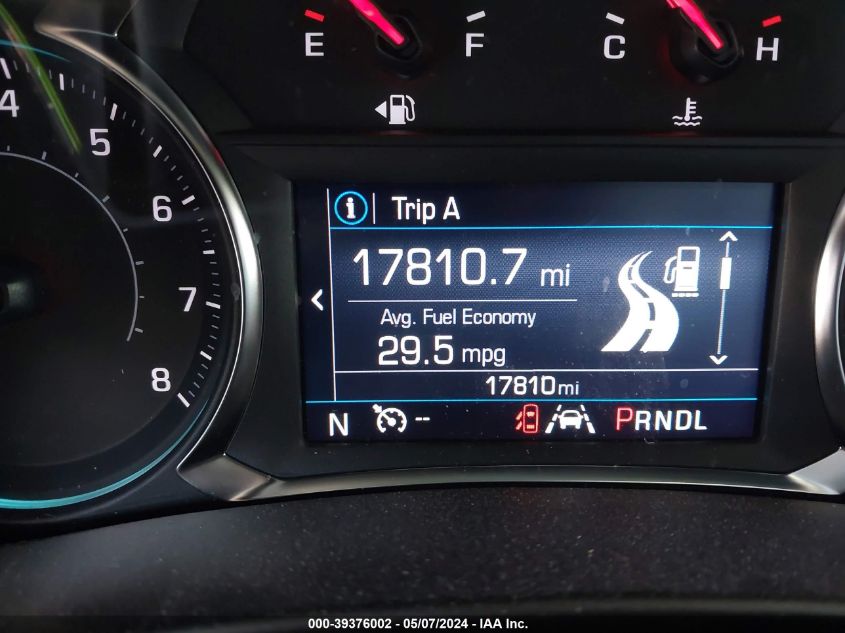 E F C H
4
5
6
7
8
i Trip A
17810.7 mi
Avg. Fuel Economy
29.5 mpg
17810mi
N -- PRNDL
000-39376002 - 05/07/2024 - IAA Inc.